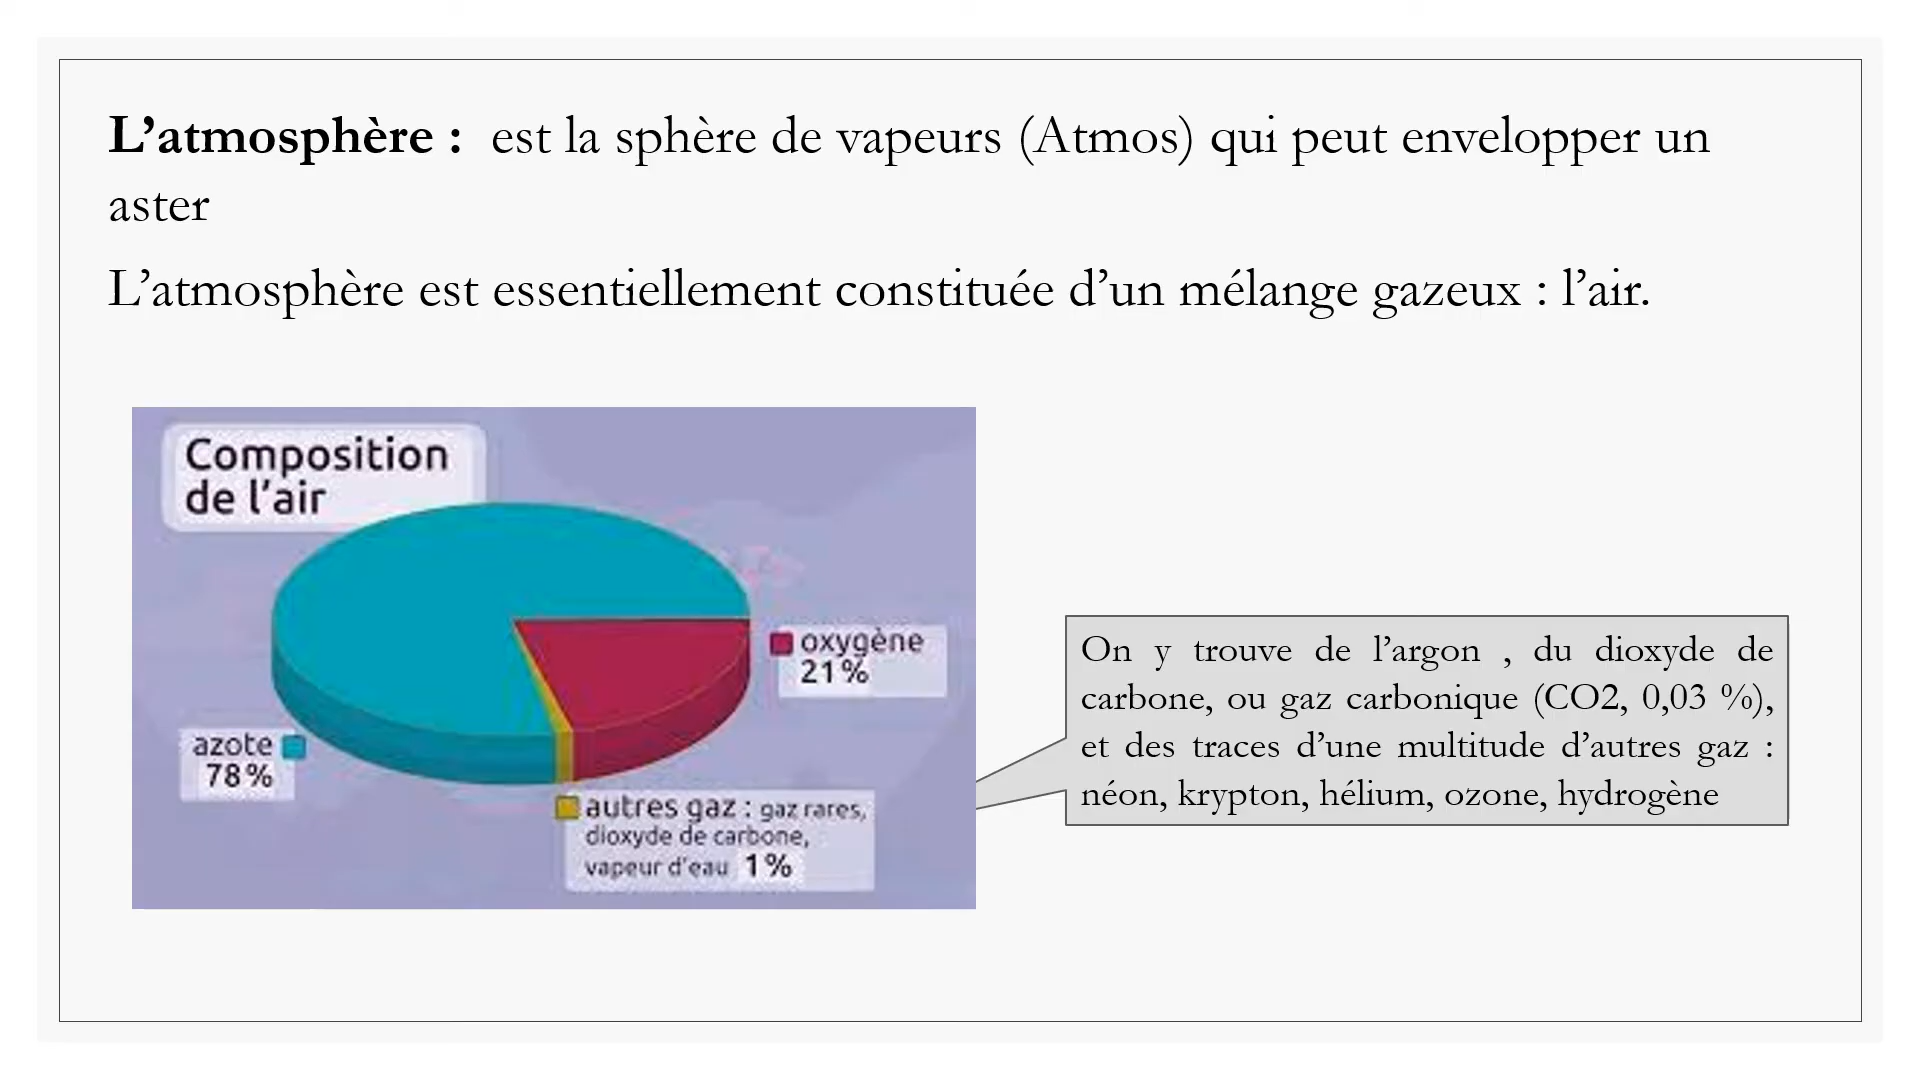 L’atmosphère : est la sphère de vapeurs (Atmos) qui peut envelopper un
aster
L’atmosphère est essentiellement constituée d’un mélange gazeux : l’air.
Composition
de l’air
oxygène
21%
azote
78%
autres gaz : gaz rares,
dioxyde de carbone,
vapeur d’eau 1%
On y trouve de l’argon , du dioxyde de
carbone, ou gaz carbonique (CO2, 0,03 %),
et des traces d’une multitude d’autres gaz :
néon, krypton, hélium, ozone, hydrogène